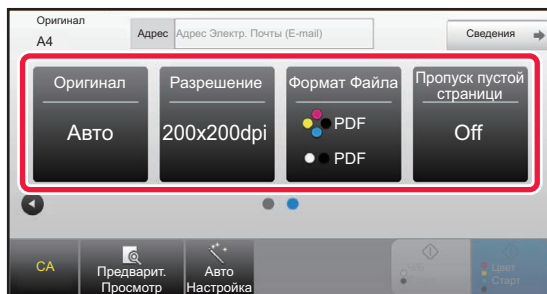 Оригинал
A4
Адрес
Адрес Электр. Почты (E-mail)
Сведения
Оригинал
Авто
Разрешение
200x200dpi
Формат Файла
PDF
PDF
Пропуск пустой
страници
Off
CA
Предварит.
Просмотр
Авто
Настройка
Цвет
Старт